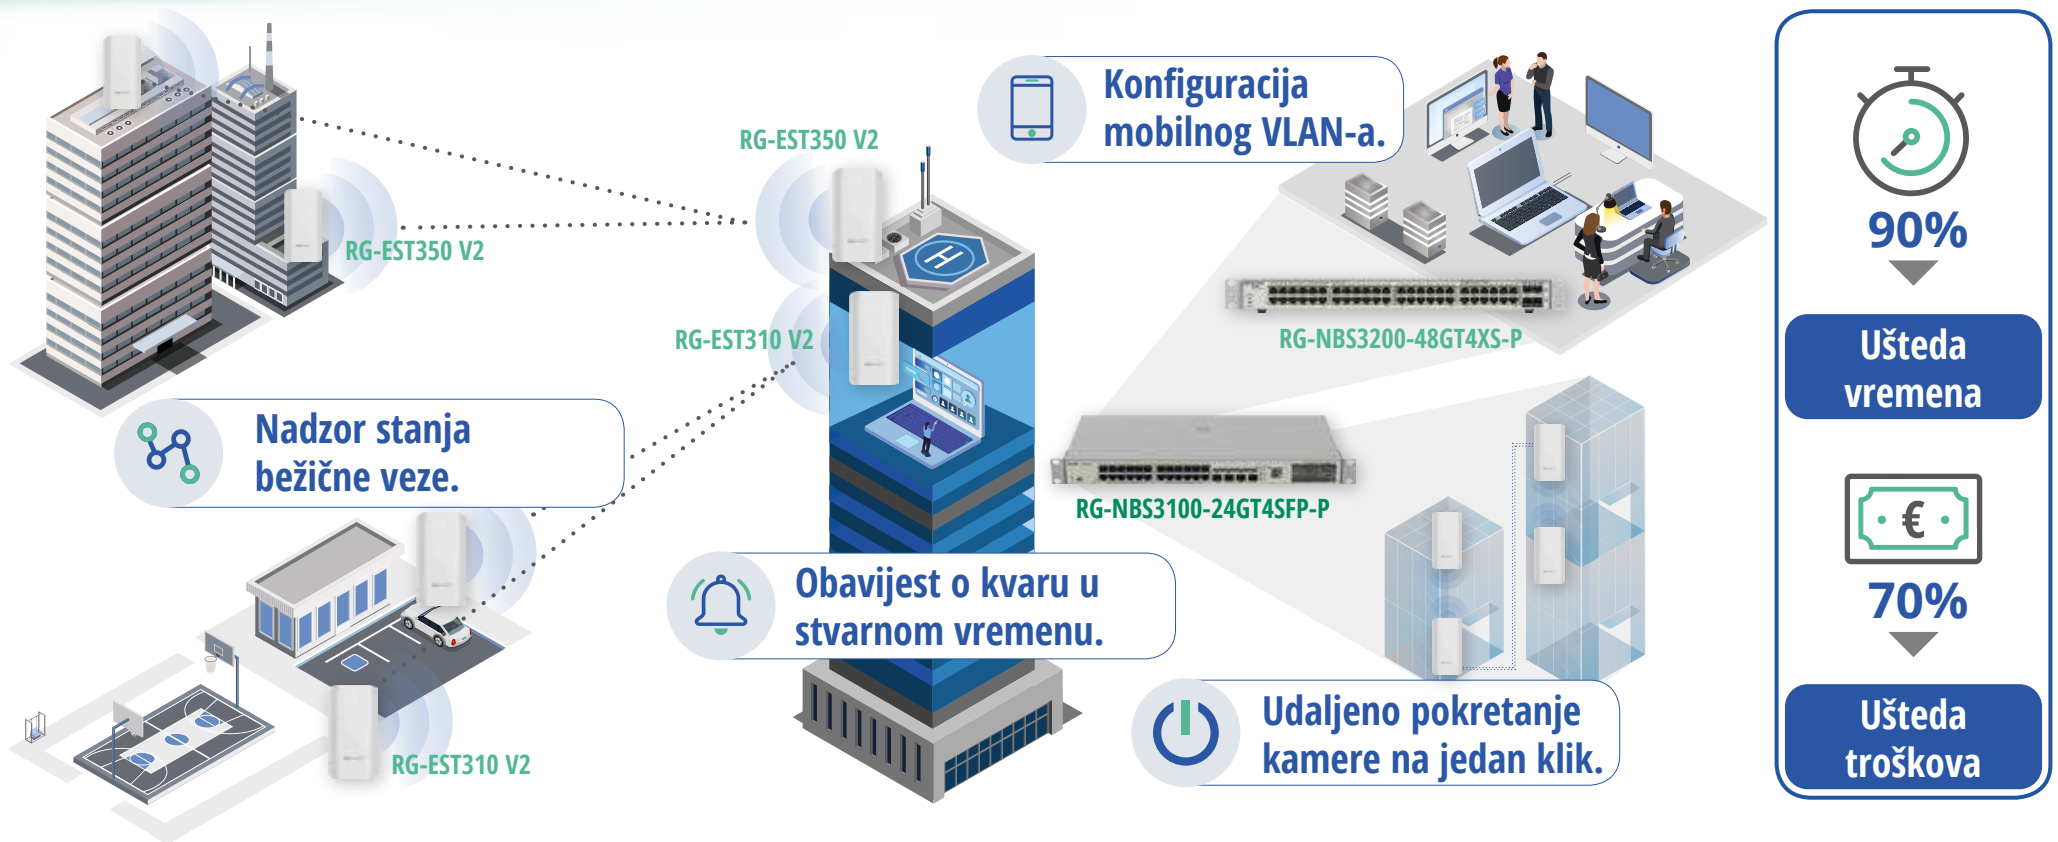 RG-EST350 V2
RG-EST350 V2
RG-EST310 V2
Konfiguracija
mobilnog VLAN-a.
RG-NBS3200-48GT4XS-P
Nadzor stanja
bežične veze.
RG-NBS3100-24GT4SFP-P
Obavijest o kvaru u
stvarnom vremenu.
RG-EST310 V2
Udaljeno pokretanje
kamere na jedan klik.
H
90%
Ušteda
vremena
€
70%
Ušteda
troškova